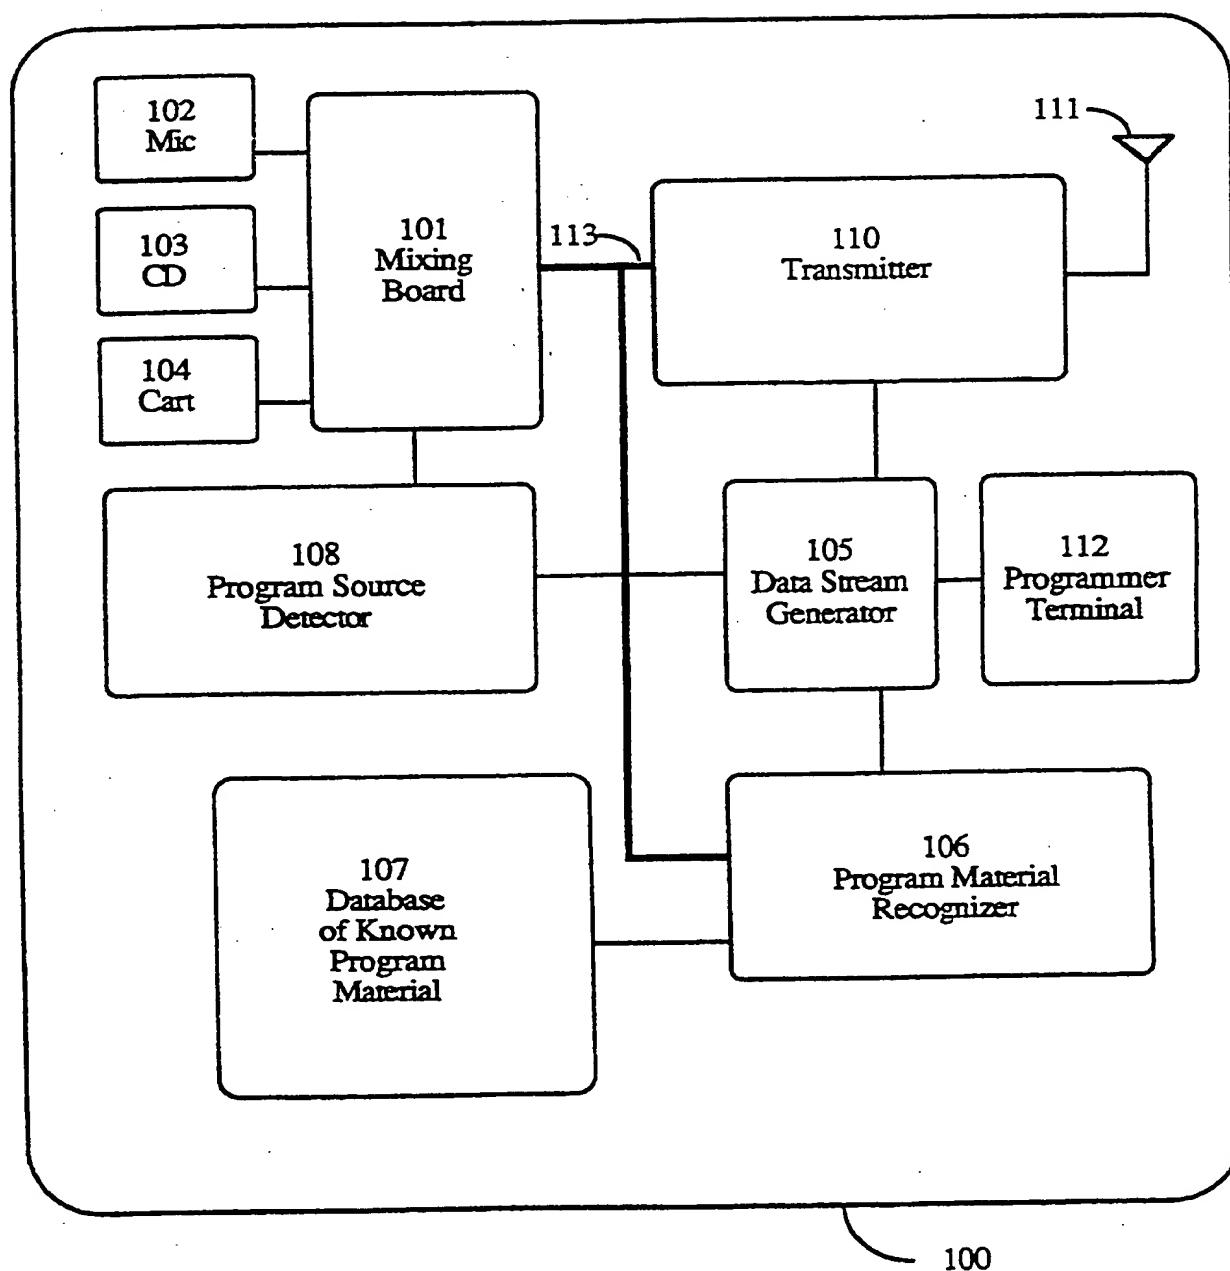 102
Mic
103
CD
104
Cart
101
Mixing
Board
113
110
Transmitter
111
108
Program Source
Detector
105
Data Stream
Generator
112
Programmer
Terminal
107
Database
of Known
Program
Material
106
Program Material
Recognizer
100